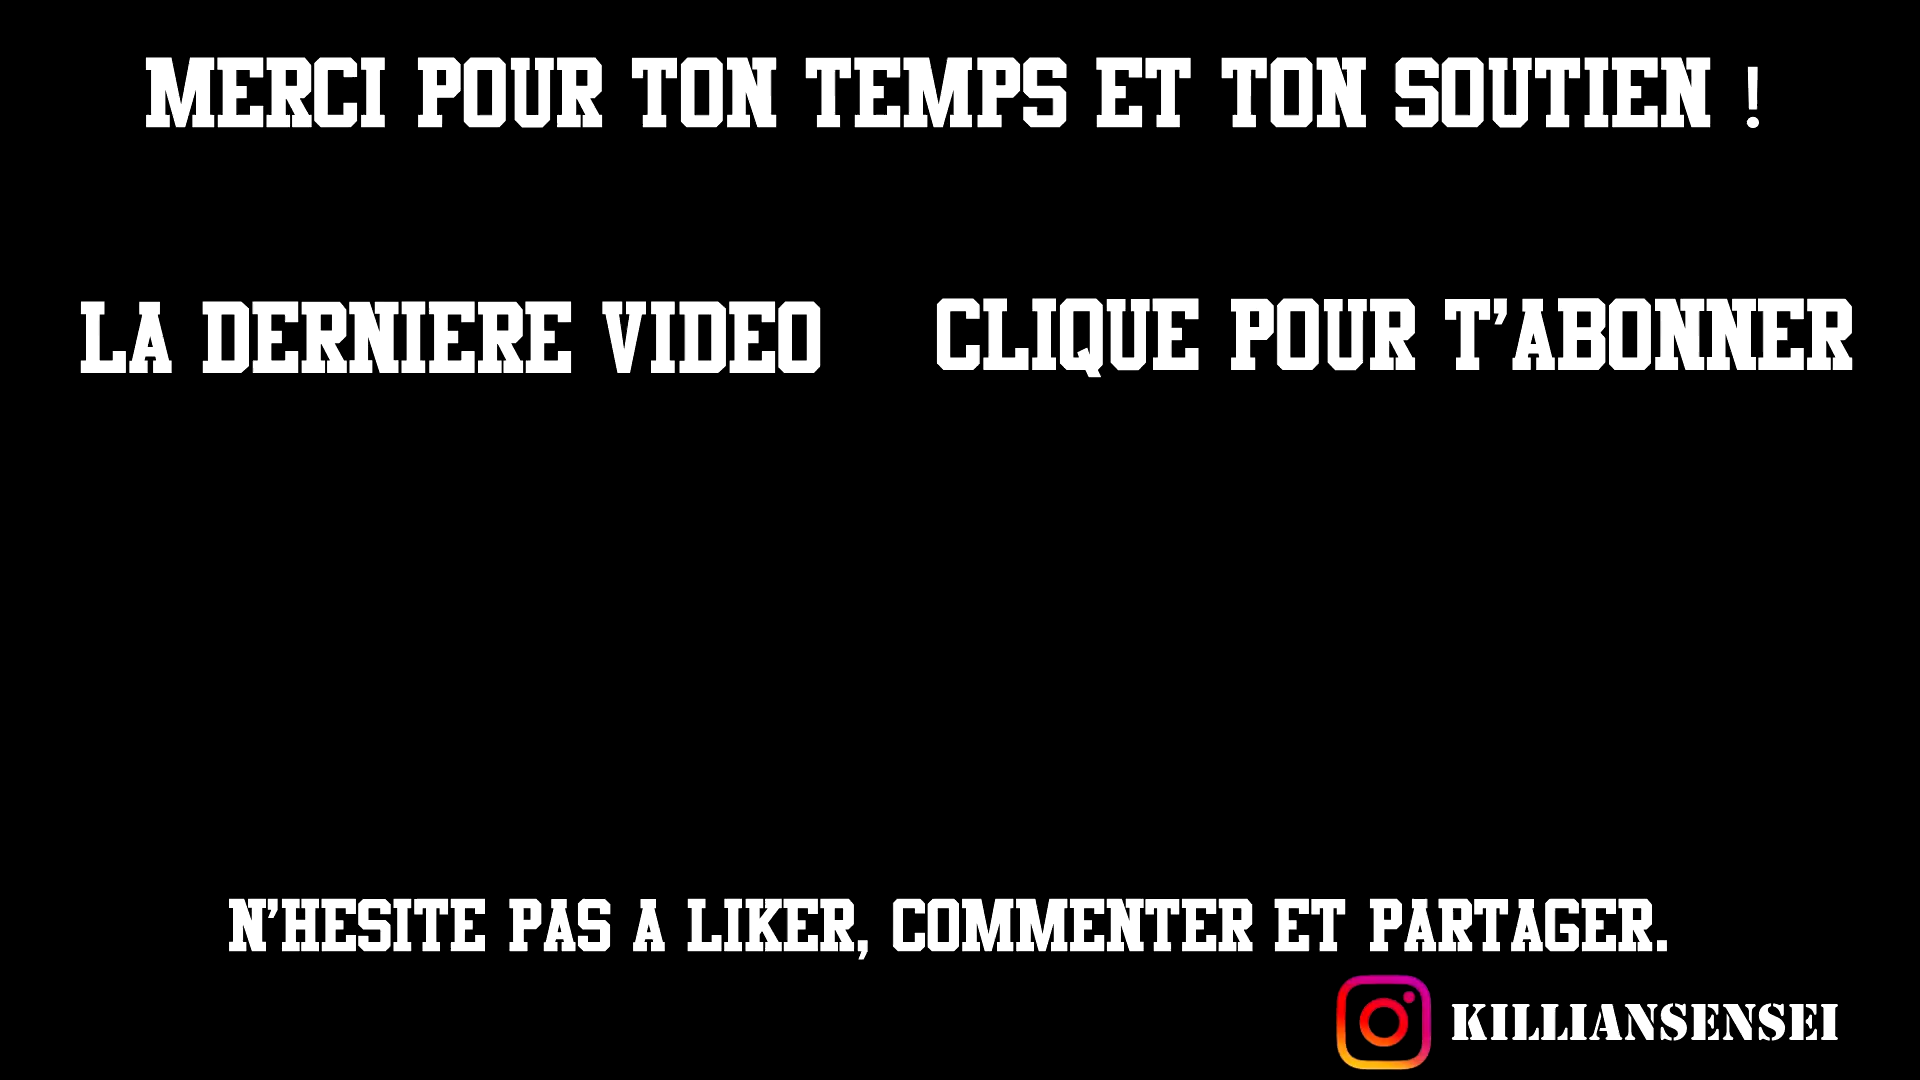 MERCI POUR TON TEMPS ET TON SOUTIEN !
LA DERNIERE VIDEO
CLIQUE POUR T'ABONNER
N'HESITE PAS A LIKER, COMMENTER ET PARTAGER.
KILLIANSENSEI